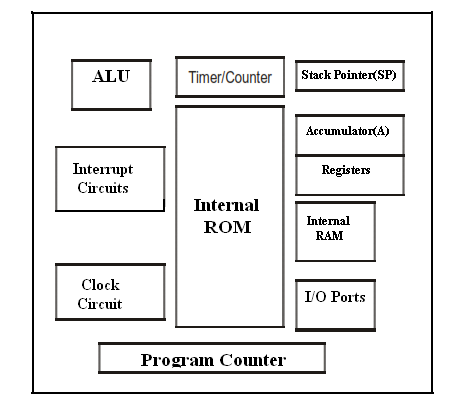 ALU
Timer/Counter
Stack Pointer(SP)
Accumulator(A)
Registers
Interrupt
Circuits
Internal
ROM
Internal
RAM
Clock
Circuit
I/O Ports
Program Counter